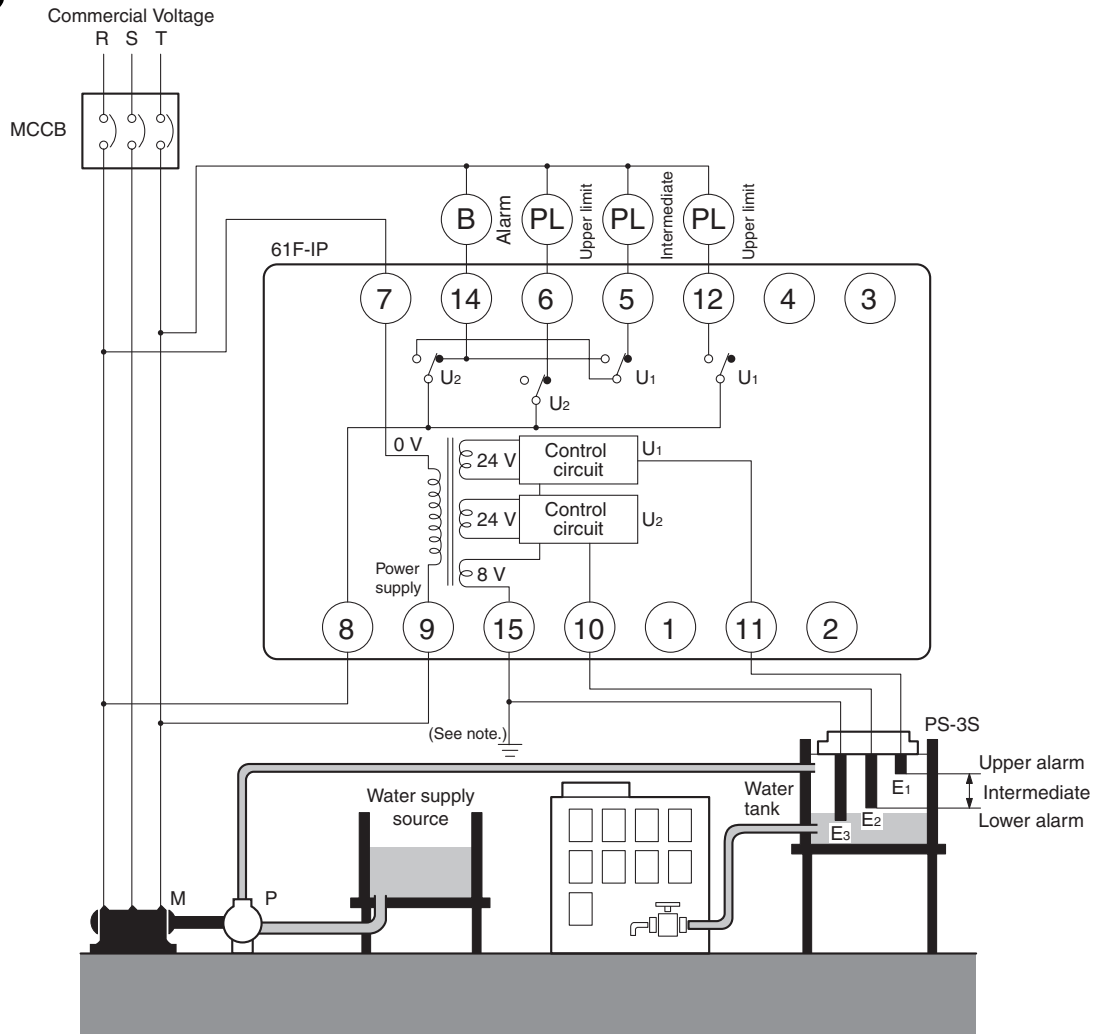 Commercial Voltage
R S T
MCCB
B
PL
PL
PL
Alarm
Upper limit
Intermediate
Upper limit
61F-IP
7
14
6
5
12
4
3
U2
U1
U1
U2
0 V
24 V
Control
circuit
U1
24 V
Control
circuit
U2
8 V
Power
supply
8
9
15
10
1
11
2
(See note.)
PS-3S
Upper alarm
Intermediate
Lower alarm
E1
E2
E3
Water
tank
Water supply
source
M
P